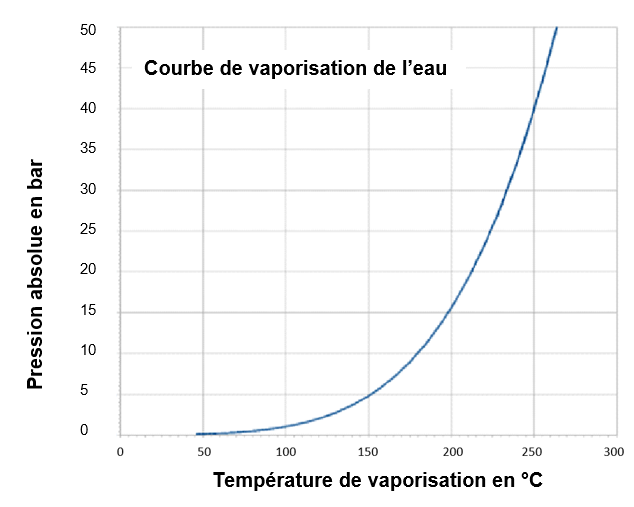 Courbe de vaporisation de l’eau
Pression absolue en bar
50
45
40
35
30
25
20
15
10
5
0
0 50 100 150 200 250 300
Température de vaporisation en °C